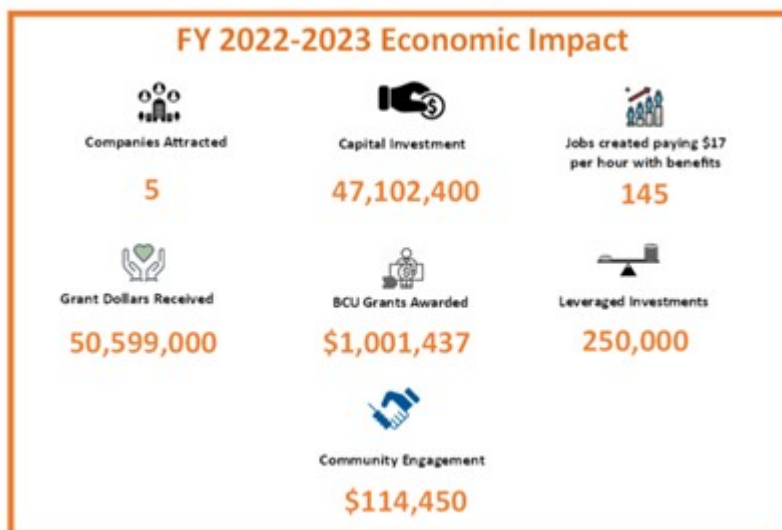 FY 2022-2023 Economic Impact
Companies Attracted
5
Capital Investment
47,102,400
Jobs created paying $17
per hour with benefits
145
Grant Dollars Received
50,599,000
BCU Grants Awarded
$1,001,437
Leveraged Investments
250,000
Community Engagement
$114,450